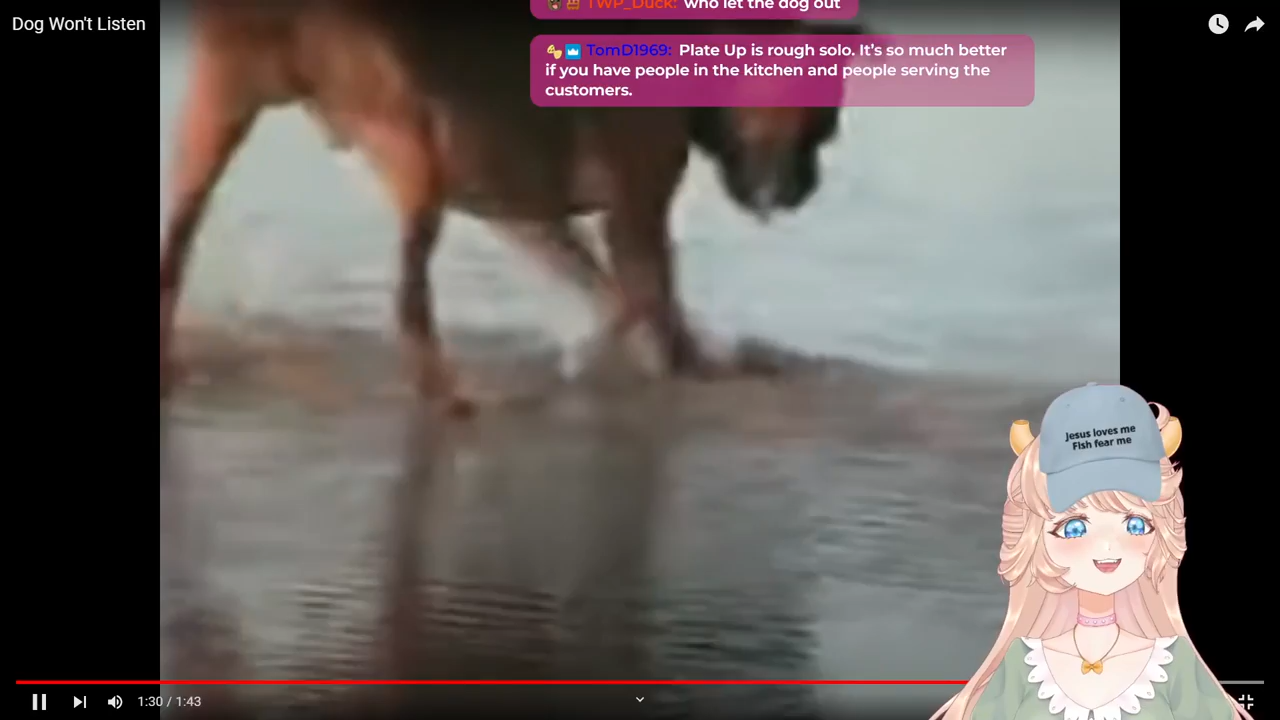 Dog Won't Listen
TWP_Duck: who let the dog out
TomD1969: Plate Up is rough solo. It's so much better
if you have people in the kitchen and people serving the
customers.
Jesus loves me
Fish fear me
1:30 / 1:43